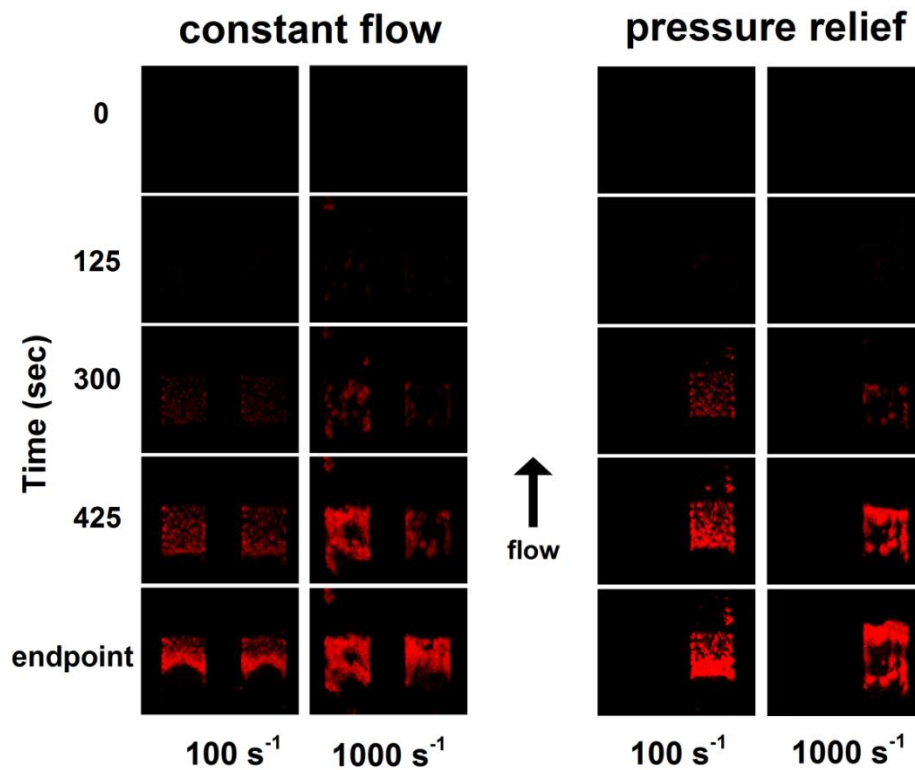 constant flow
pressure relief
0
125
300
425
endpoint
Time (sec)
flow
100 s⁻¹
1000 s⁻¹
100 s⁻¹
1000 s⁻¹